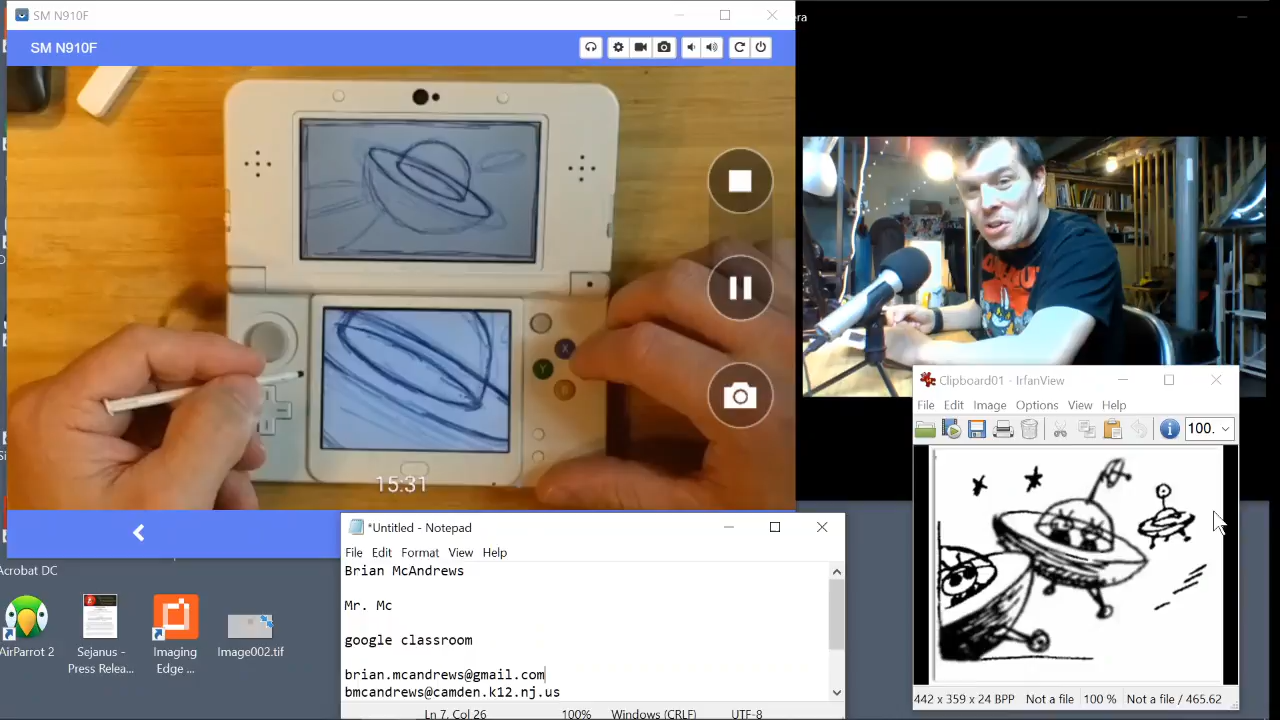 SM N910F
SM N910F
era
X
Y
15:31
Clipboard01 - IrfanView
File Edit Image Options View Help
100.
442 x 359 x 24 BPP Not a file 100 % Not a file / 465.62
*Untitled - Notepad
File Edit Format View Help
Brian McAndrews
Mr. Mc
google classroom
brian.mcandrews@gmail.com
bmcandrews@camden.k12.nj.us
Ln 7, Col 26 100% Windows (CRLF) UTF-8
Acrobat DC
AirParrot 2
Sejanus -
Press Relea...
Imaging
Edge ...
Image002.tif